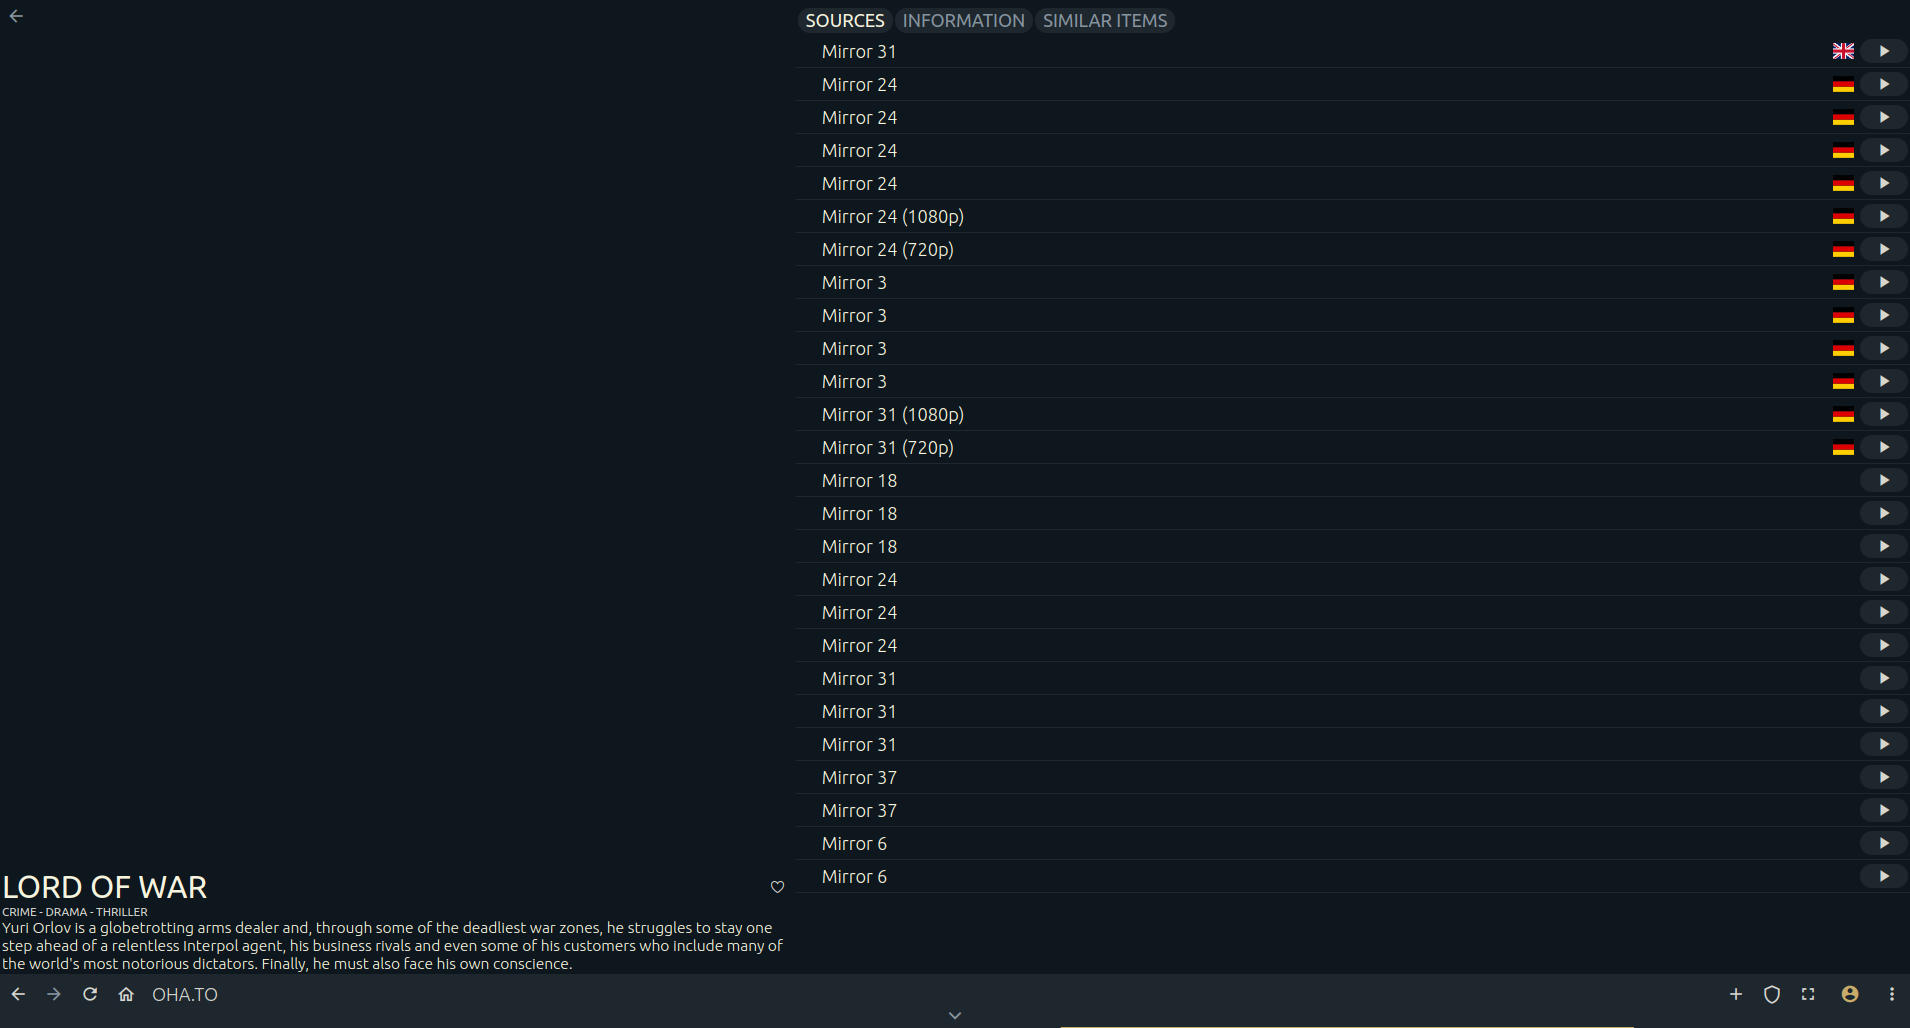 SOURCES INFORMATION SIMILAR ITEMS
Mirror 31
Mirror 24
Mirror 24
Mirror 24
Mirror 24
Mirror 24 (1080p)
Mirror 24 (720p)
Mirror 3
Mirror 3
Mirror 3
Mirror 3
Mirror 31 (1080p)
Mirror 31 (720p)
Mirror 18
Mirror 18
Mirror 18
Mirror 24
Mirror 24
Mirror 24
Mirror 31
Mirror 31
Mirror 31
Mirror 37
Mirror 37
Mirror 6
Mirror 6
LORD OF WAR
CRIME - DRAMA - THRILLER
Yuri Orlov is a globetrotting arms dealer and, through some of the deadliest war zones, he struggles to stay one
step ahead of a relentless Interpol agent, his business rivals and even some of his customers who include many of
the world's most notorious dictators. Finally, he must also face his own conscience.
OHA.TO